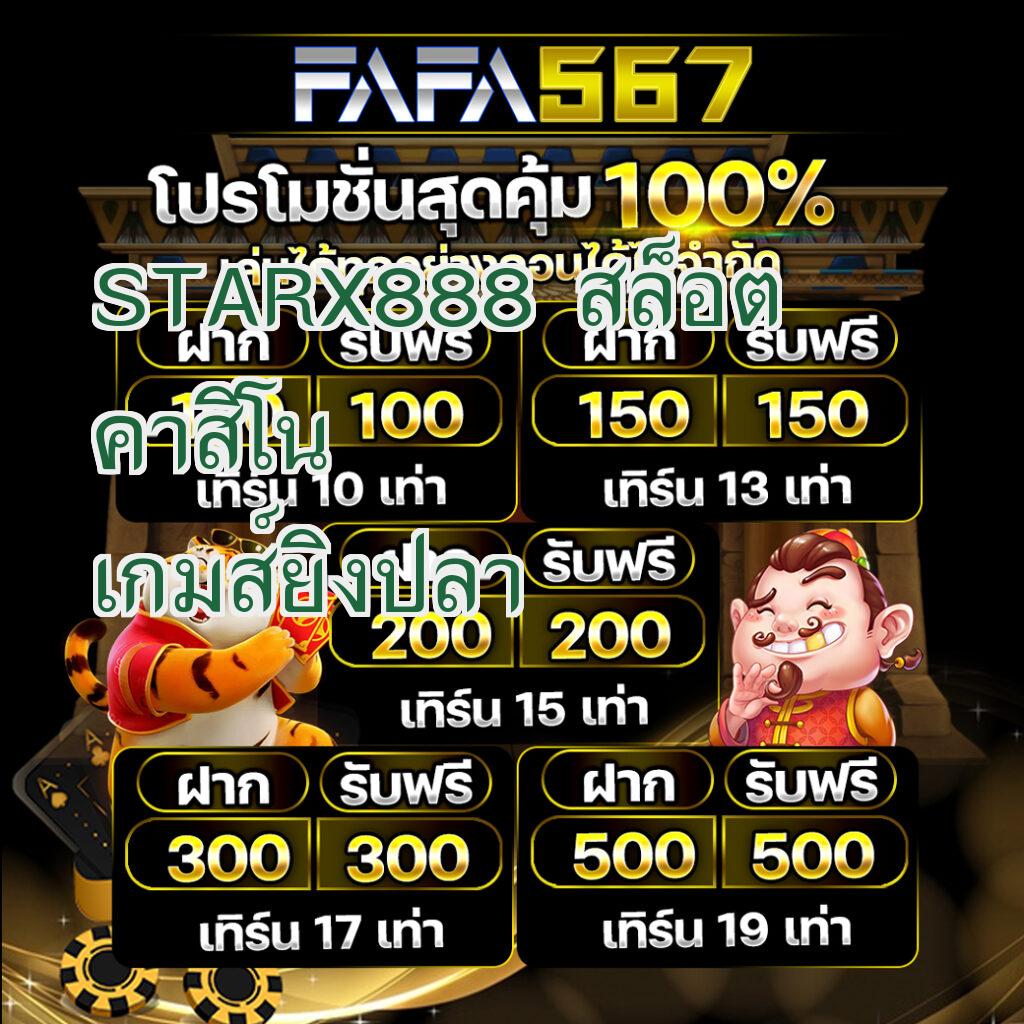 FAFA567
โปรโมชั่นสุดคุ้ม 100%
STARX888 สล็อต
ฝาก รับฟรี ฝาก รับฟรี
100 150 150
คาสิโน
เทิร์น 10 เท่า เทิร์น 13 เท่า
รับฟรี
เกมส์ยิงปลา
200 200
เทิร์น 15 เท่า
ฝาก รับฟรี ฝาก รับฟรี
300 300 500 500
เทิร์น 17 เท่า เทิร์น 19 เท่า